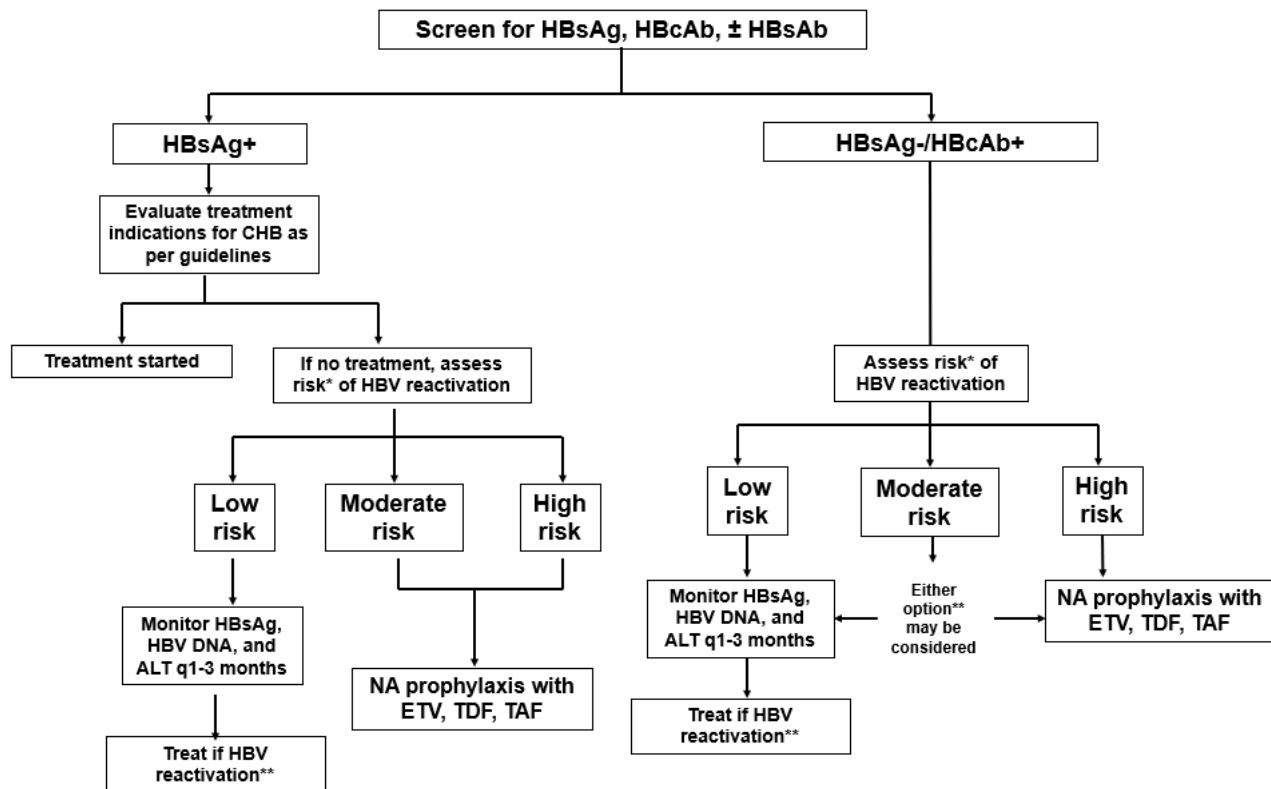 Screen for HBsAg, HBcAb, ± HBsAb
HBsAg+
HBsAg-/HBcAb+
Evaluate treatment
indications for CHB as
per guidelines
Treatment started
If no treatment, assess
risk* of HBV reactivation
Assess risk* of
HBV reactivation
Low
risk
Moderate
risk
High
risk
Low
risk
Moderate
risk
High
risk
Monitor HBsAg,
HBV DNA, and
ALT q1-3 months
NA prophylaxis with
ETV, TDF, TAF
Treat if HBV
reactivation**
Monitor HBsAg,
HBV DNA, and
ALT q1-3 months
Either
option**
may be
considered
NA prophylaxis with
ETV, TDF, TAF
Treat if HBV
reactivation**